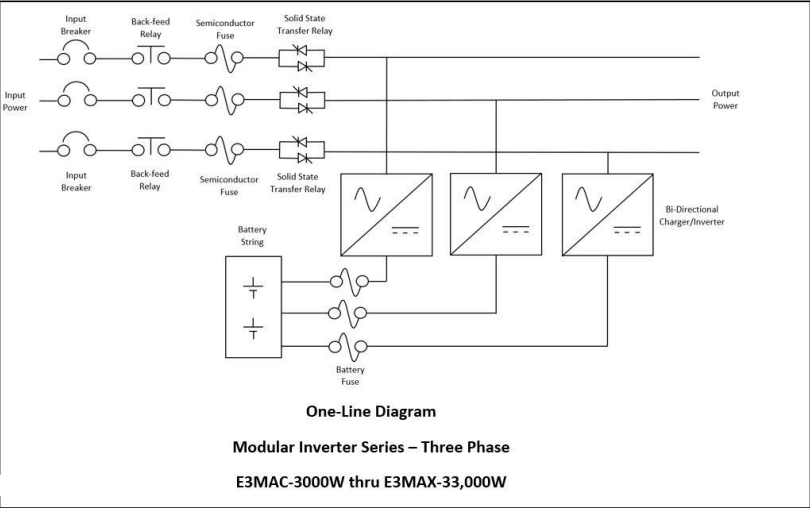 Input
Breaker
Back-feed
Relay
Semiconductor
Fuse
Solid State
Transfer Relay
Input
Power
Output
Power
Input
Breaker
Back-feed
Relay
Semiconductor
Fuse
Solid State
Transfer Relay
Bi-Directional
Charger/Inverter
Battery
String
Battery
Fuse
One-Line Diagram
Modular Inverter Series – Three Phase
E3MAC-3000W thru E3MAX-33,000W